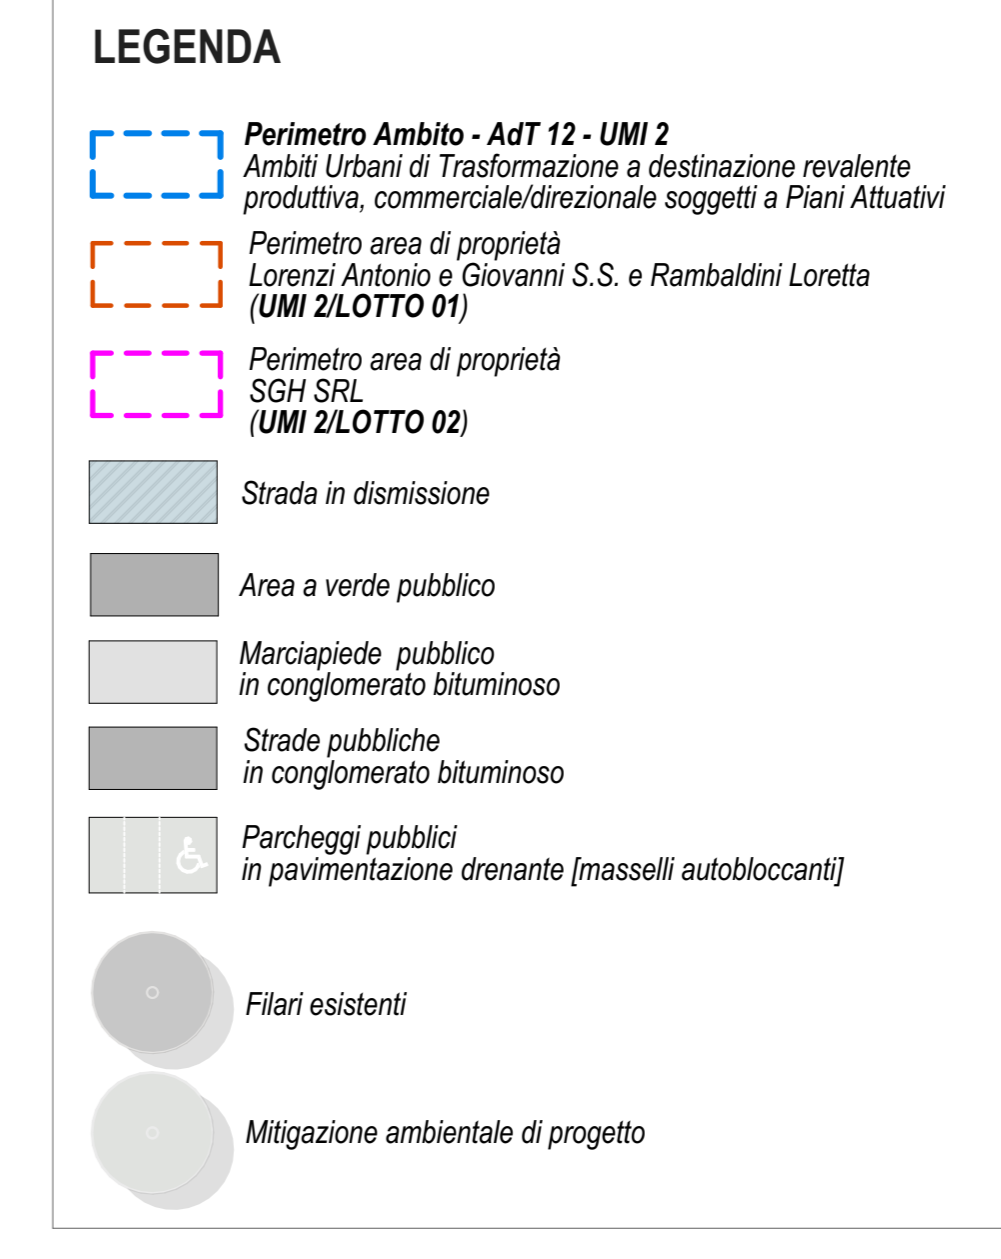 LEGENDA
Perimetro Ambito - AdT 12 - UMI 2
Ambiti Urbani di Trasformazione a destinazione revalente
produttiva, commerciale/direzionale soggetti a Piani Attuativi
Perimetro area di proprietà
Lorenzi Antonio e Giovanni S.S. e Rambaldini Loretta
(UMI 2/LOTTO 01)
Perimetro area di proprietà
SGH SRL
(UMI 2/LOTTO 02)
Strada in dismissione
Area a verde pubblico
Marciapiede pubblico
in conglomerato bituminoso
Strade pubbliche
in conglomerato bituminoso
Parcheggi pubblici
in pavimentazione drenante [masselli autobloccanti]
Filari esistenti
Mitigazione ambientale di progetto